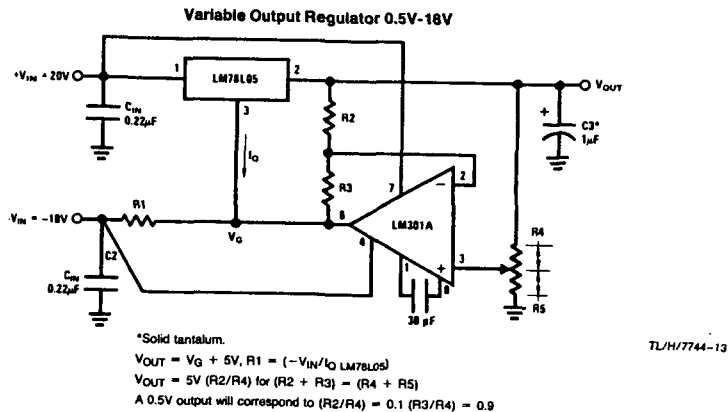 Variable Output Regulator 0.5V-18V
+VIN = 20V
1
LM78L05
2
VOUT
3
CIN
0.22µF
R2
+
C3*
1µF
IQ
R3
7
2
−
-VIN = -18V
R1
6
LM301A
VG
4
R4
C2
+
3
CIN
0.22µF
1
8
R5
30 pF
*Solid tantalum.
VOUT = VG + 5V, R1 = (−VIN/IQ LM78L05)
VOUT = 5V (R2/R4) for (R2 + R3) = (R4 + R5)
A 0.5V output will correspond to (R2/R4) = 0.1 (R3/R4) = 0.9
TL/H/7744-13